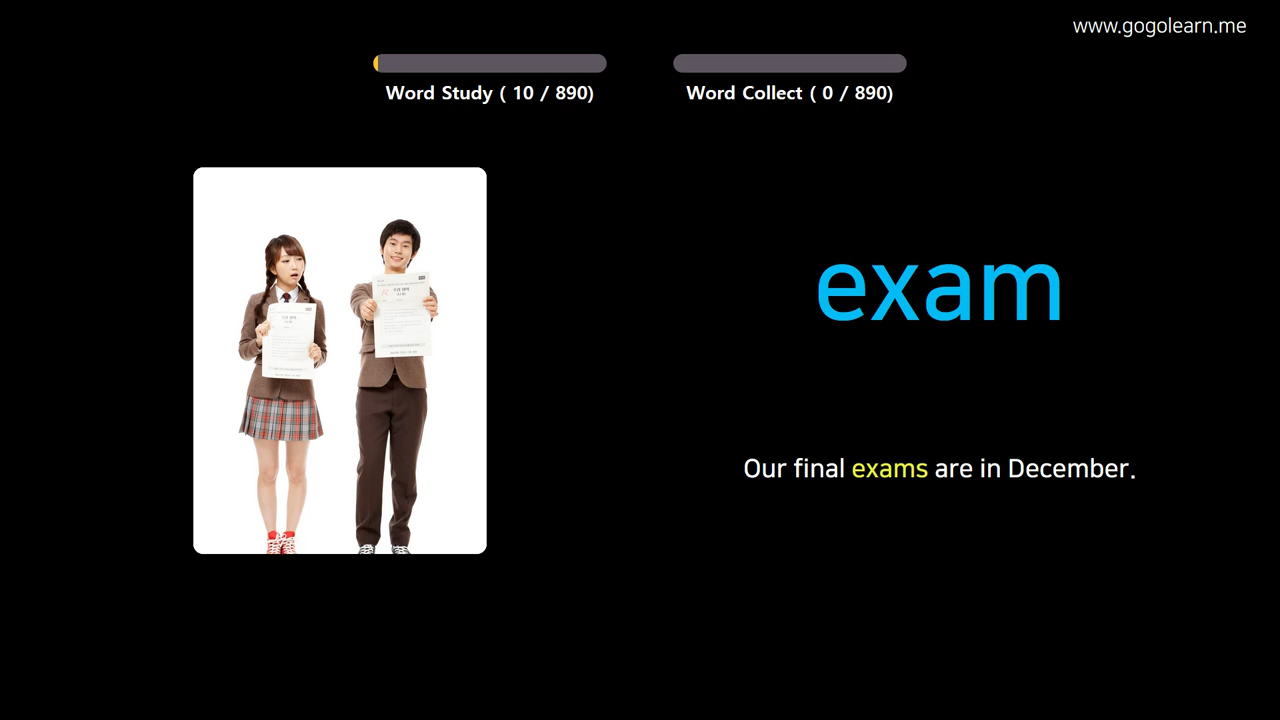 www.gogolearn.me
Word Study ( 10 / 890)
Word Collect ( 0 / 890)
exam
Our final exams are in December.